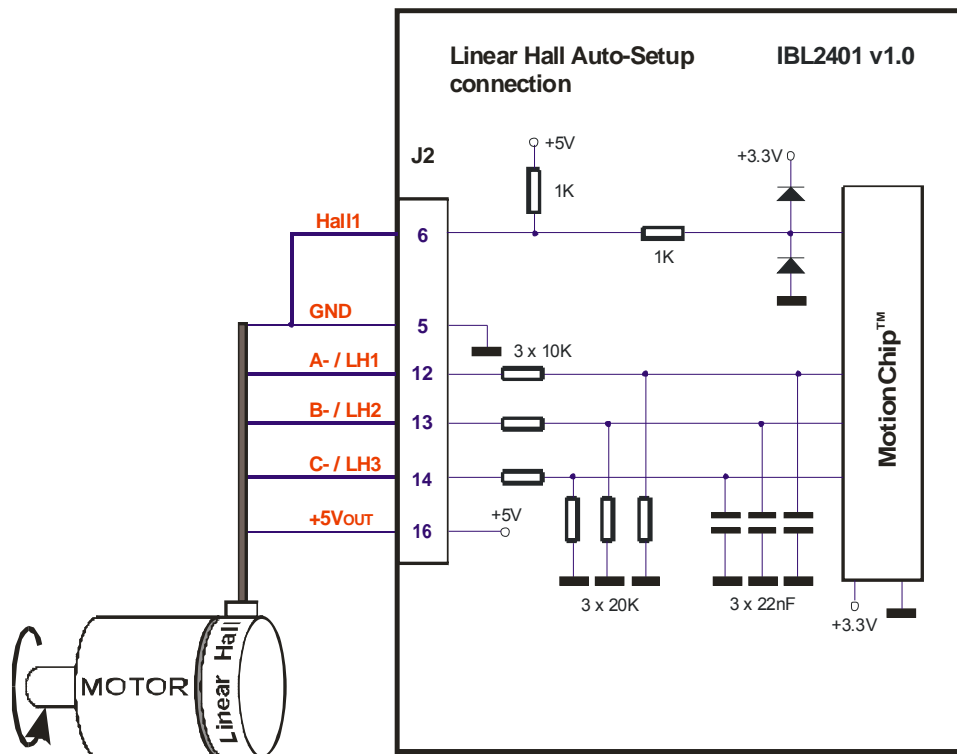 Linear Hall Auto-Setup
connection
IBL2401 v1.0
J2
+5V
1K
+3.3V
1K
Hall1
6
GND
5
3 x 10K
A- / LH1
12
B- / LH2
13
C- / LH3
14
+5VOUT
16
+5V
3 x 20K
3 x 22nF
+3.3V
MotionChip™
MOTOR
Linear Hall